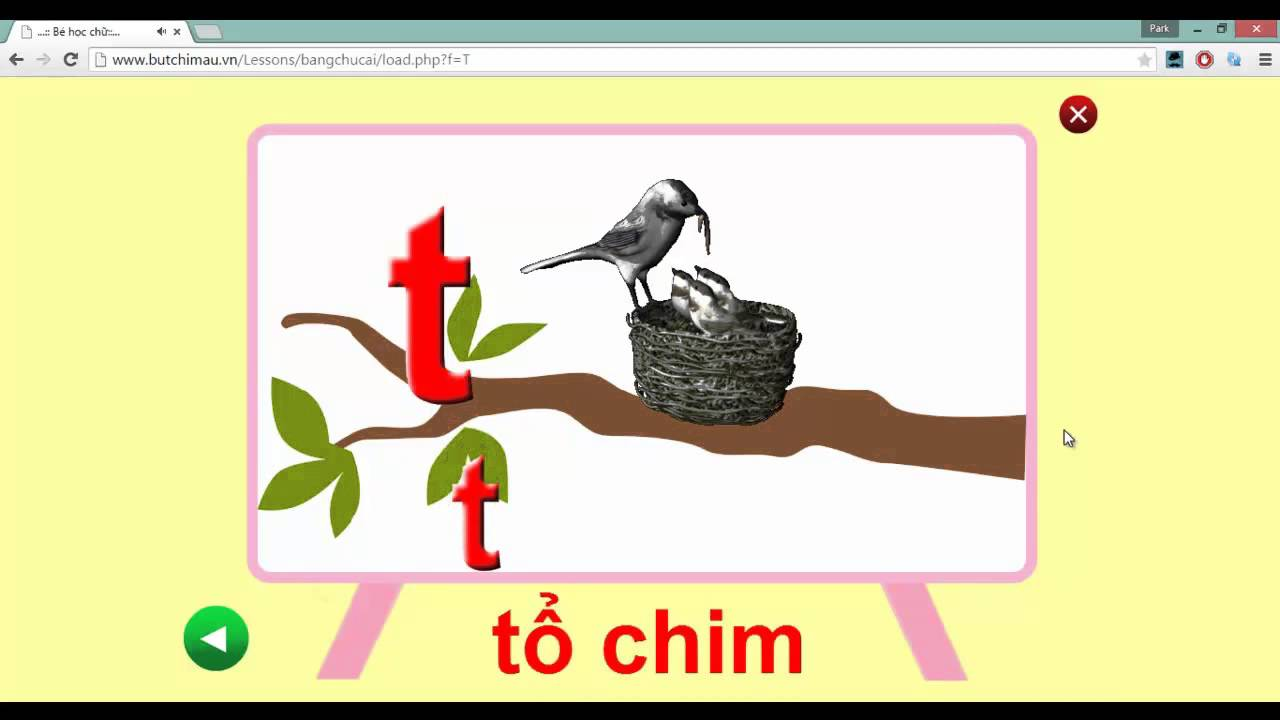 ...:: Bé học chữ::...
Park
www.butchimau.vn/Lessons/bangchucai/load.php?f=T
t
t
tổ chim